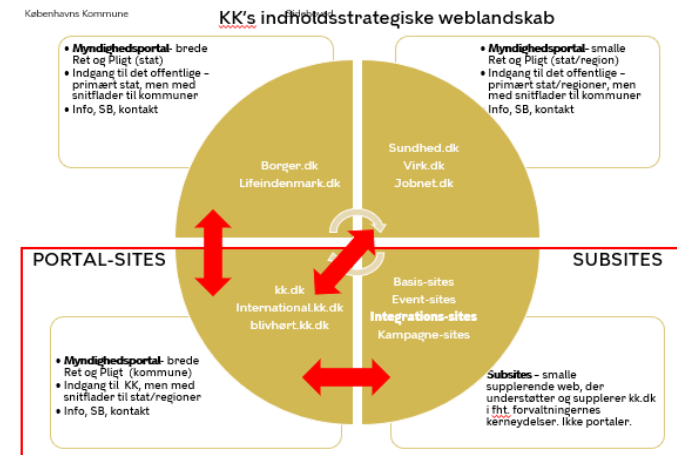 Københavns Kommune
KK's indholdsstrategiske weblandskab
• Myndighedsportal- brede
Ret og Pligt (stat)
• Indgang til det offentlige –
primært stat, men med
snitflader til kommuner
• Info, SB, kontakt
• Myndighedsportal- smalle
Ret og Pligt (stat/region)
• Indgang til det offentlige –
primært stat/regioner, men
med snitflader til kommuner
• Info, SB, kontakt
Borger.dk
Lifeindenmark.dk
Sundhed.dk
Virk.dk
Jobnet.dk
PORTAL-SITES
SUBSITES
kk.dk
International.kk.dk
blivhørt.kk.dk
Basis-sites
Event-sites
Integrations-sites
Kampagne-sites
• Myndighedsportal- brede
Ret og Pligt (kommune)
• Indgang til KK, men med
snitflader til stat/regioner
• Info, SB, kontakt
Subsites – smalle
supplerende web, der
understøtter og supplerer kk.dk
i fht. forvaltningernes
kerneydelser. Ikke portaler.